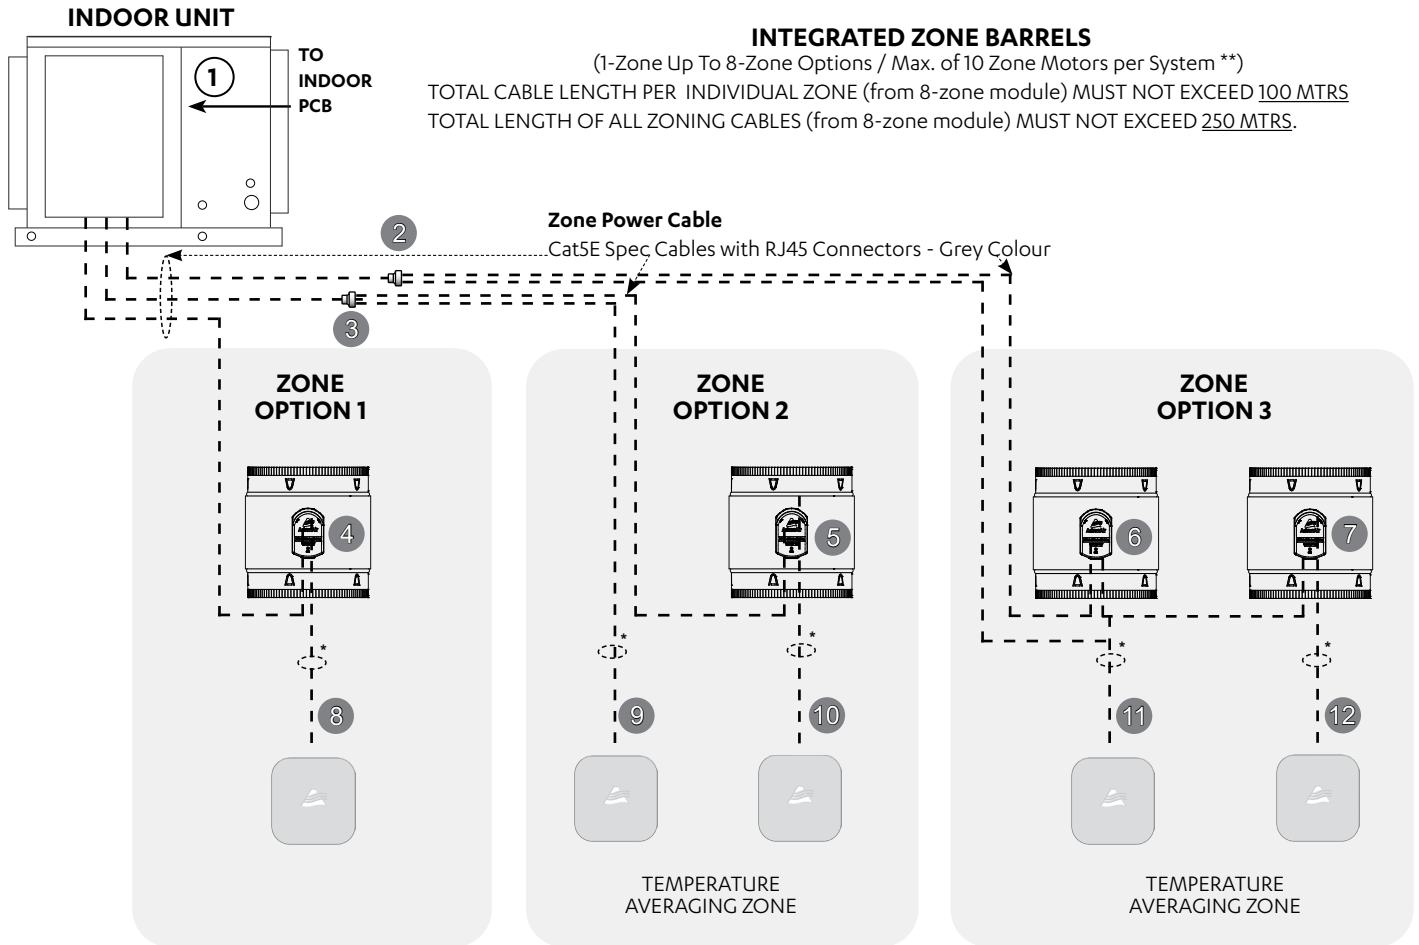 INDOOR UNIT
1
TO
INDOOR
PCB
INTEGRATED ZONE BARRELS
(1-Zone Up To 8-Zone Options / Max. of 10 Zone Motors per System **)
TOTAL CABLE LENGTH PER INDIVIDUAL ZONE (from 8-zone module) MUST NOT EXCEED 100 MTRS
TOTAL LENGTH OF ALL ZONING CABLES (from 8-zone module) MUST NOT EXCEED 250 MTRS.
2
Zone Power Cable
Cat5E Spec Cables with RJ45 Connectors - Grey Colour
3
ZONE
OPTION 1
4
*
8
ZONE
OPTION 2
5
*
*
9
10
TEMPERATURE
AVERAGING ZONE
ZONE
OPTION 3
6
7
*
*
11
12
TEMPERATURE
AVERAGING ZONE